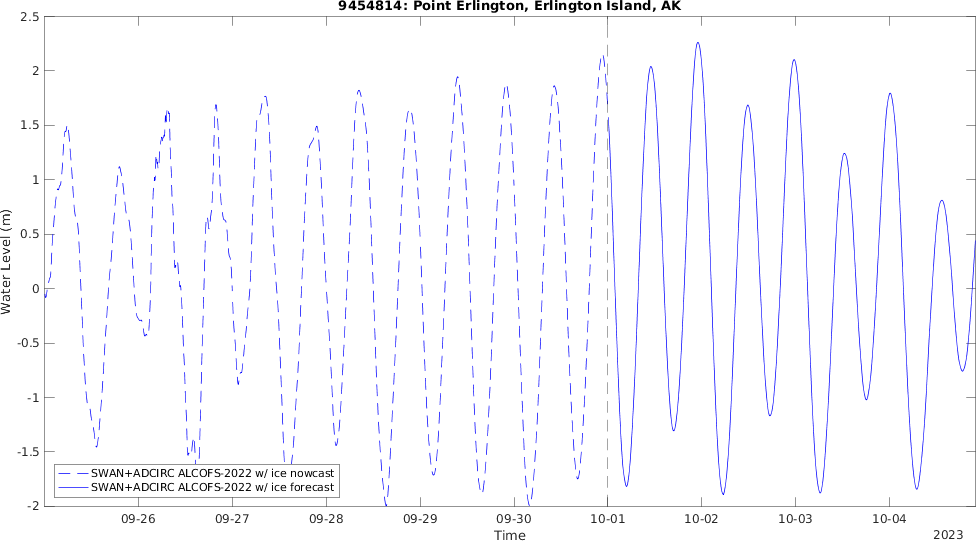 9454814: Point Erlington, Erlington Island, AK
2.5
2
1.5
1
0.5
0
-0.5
-1
-1.5
-2
Water Level (m)
SWAN+ADCIRC ALCOFS-2022 w/ ice nowcast
SWAN+ADCIRC ALCOFS-2022 w/ ice forecast
09-26 09-27 09-28 09-29 09-30 10-01 10-02 10-03 10-04
Time
2023